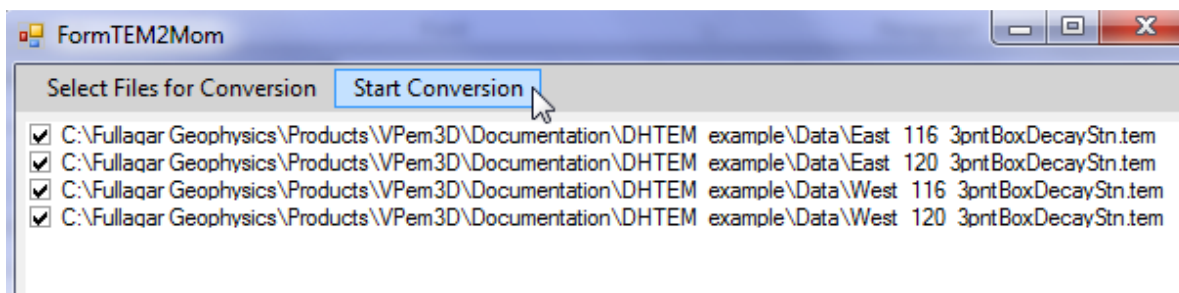 FormTEM2Mom
Select Files for Conversion Start Conversion
C:\Fullagar Geophysics\Products\VPem3D\Documentation\DHTEM example\Data\East 116 3pntBoxDecayStn.tem
C:\Fullagar Geophysics\Products\VPem3D\Documentation\DHTEM example\Data\East 120 3pntBoxDecayStn.tem
C:\Fullagar Geophysics\Products\VPem3D\Documentation\DHTEM example\Data\West 116 3pntBoxDecayStn.tem
C:\Fullagar Geophysics\Products\VPem3D\Documentation\DHTEM example\Data\West 120 3pntBoxDecayStn.tem